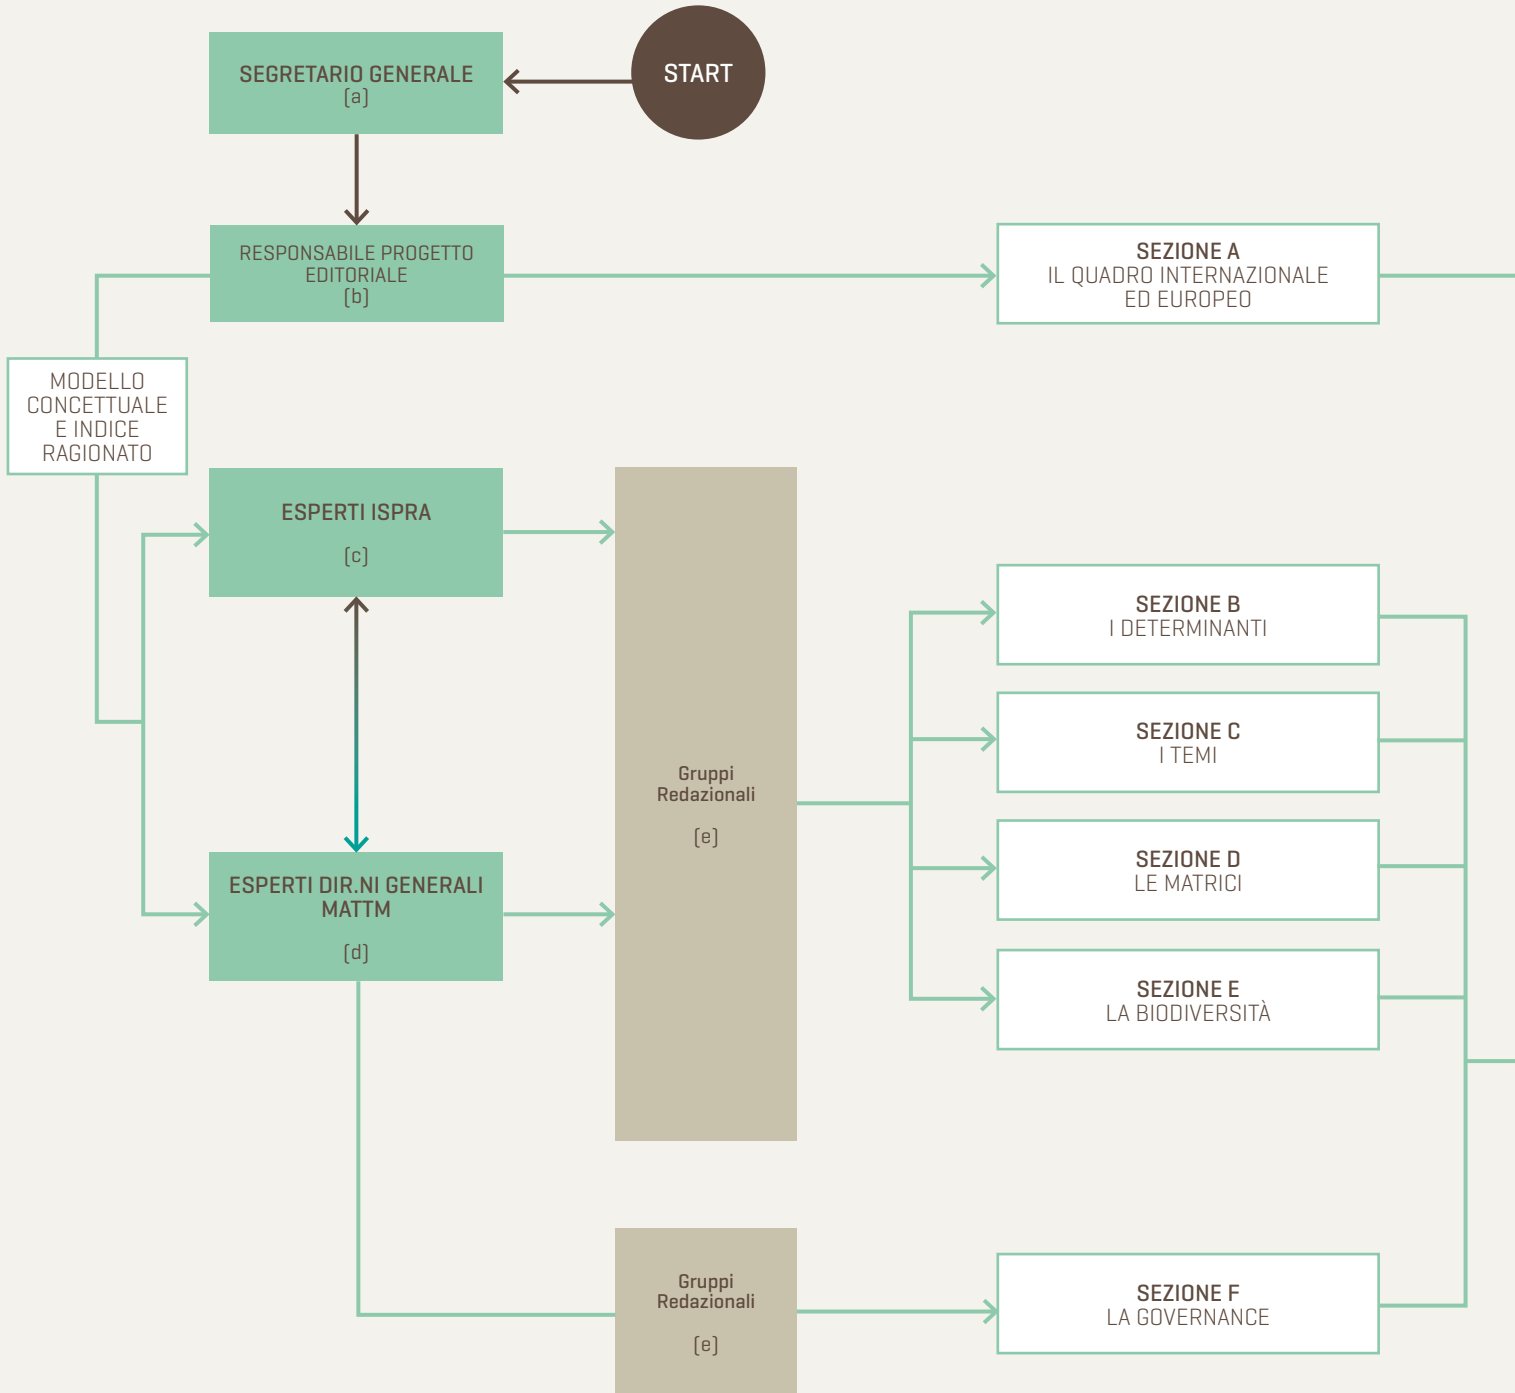 START
SEGRETARIO GENERALE
(a)
RESPONSABILE PROGETTO
EDITORIALE
(b)
SEZIONE A
IL QUADRO INTERNAZIONALE
ED EUROPEO
MODELLO
CONCETTUALE
E INDICE
RAGIONATO
ESPERTI ISPRA
(c)
ESPERTI DIR.NI GENERALI
MATTM
(d)
Gruppi
Redazionali
(e)
SEZIONE B
I DETERMINANTI
SEZIONE C
I TEMI
SEZIONE D
LE MATRICI
SEZIONE E
LA BIODIVERSITÀ
Gruppi
Redazionali
(e)
SEZIONE F
LA GOVERNANCE